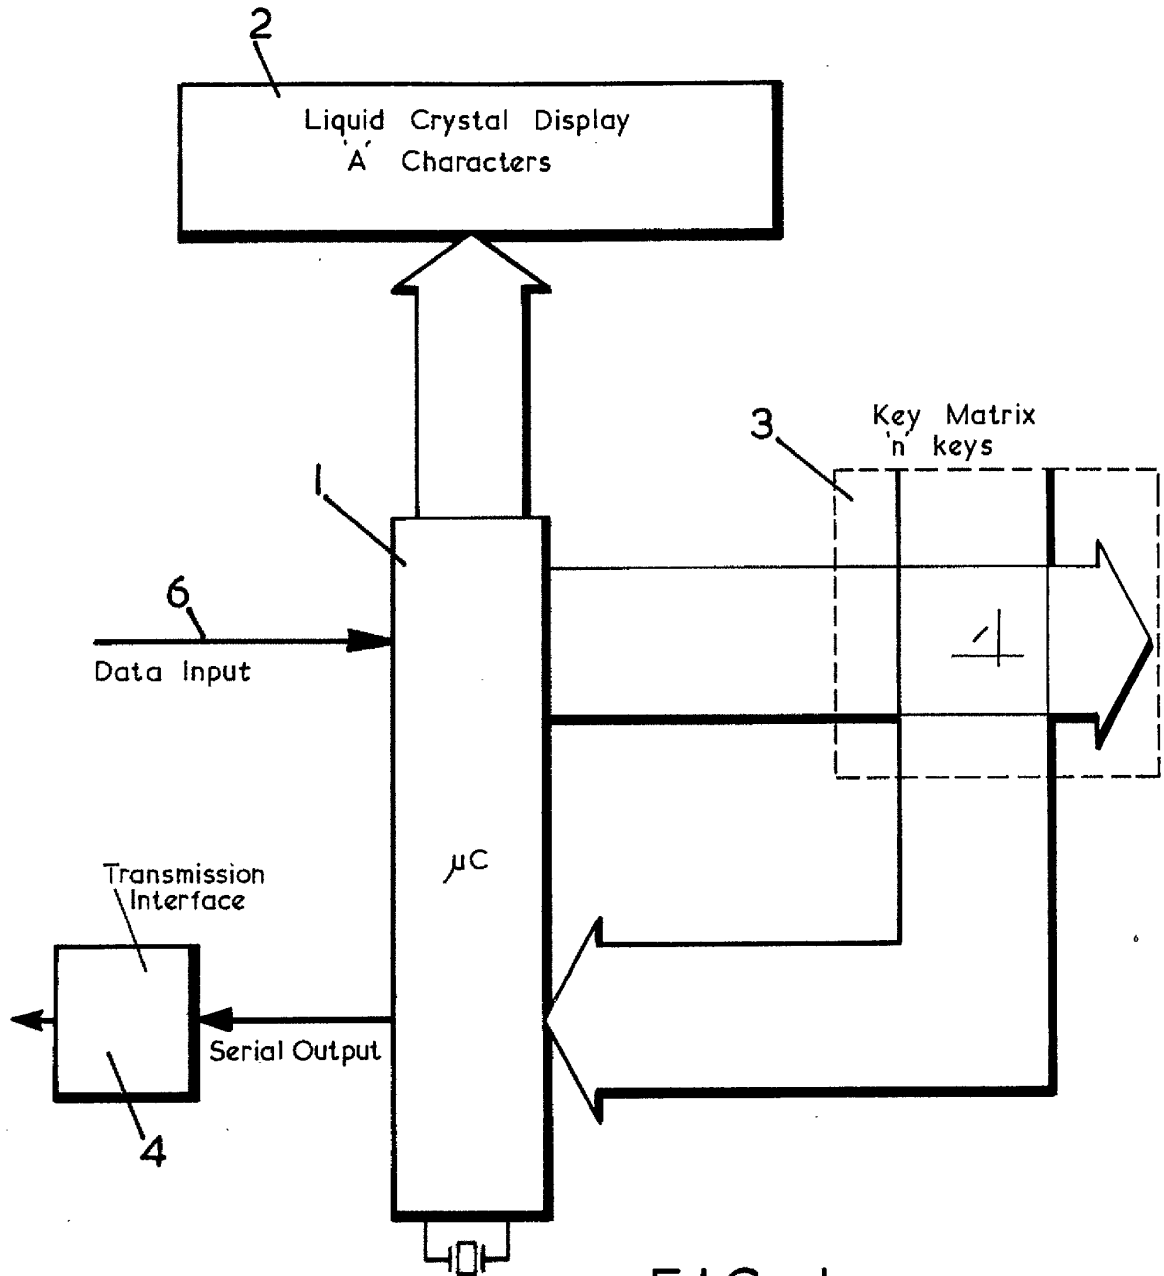 2
Liquid Crystal Display
'A' Characters
3
Key Matrix
'n' keys
1
6
Data Input
µC
Transmission
Interface
Serial Output
4